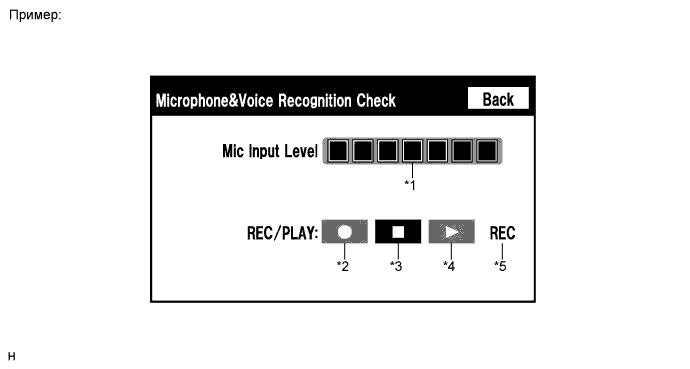 Пример:
Microphone&Voice Recognition Check
Back
Mic Input Level
*1
REC/PLAY:
REC
*2 *3 *4 *5
H